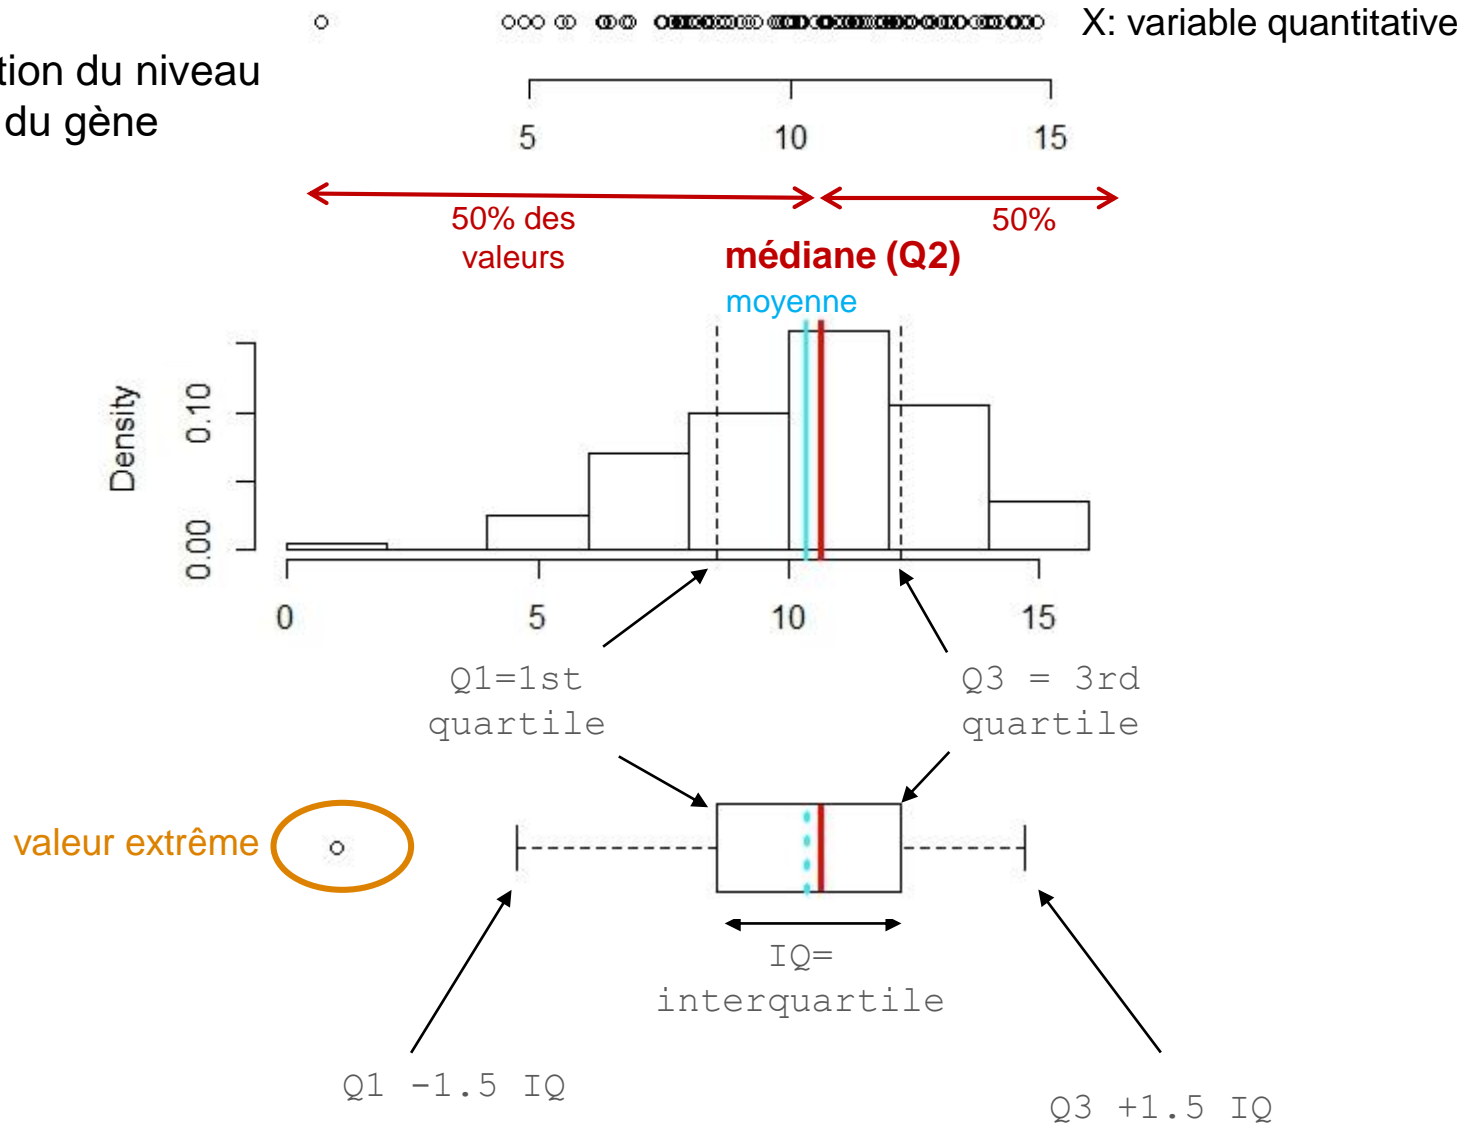 X: variable quantitative
tion du niveau
du gène
5 10 15
50% des
valeurs
50%
médiane (Q2)
moyenne
Density
0.00 0.10
0 5 10 15
Q1=1st
quartile
Q3 = 3rd
quartile
valeur extrême
IQ=
interquartile
Q1 -1.5 IQ
Q3 +1.5 IQ